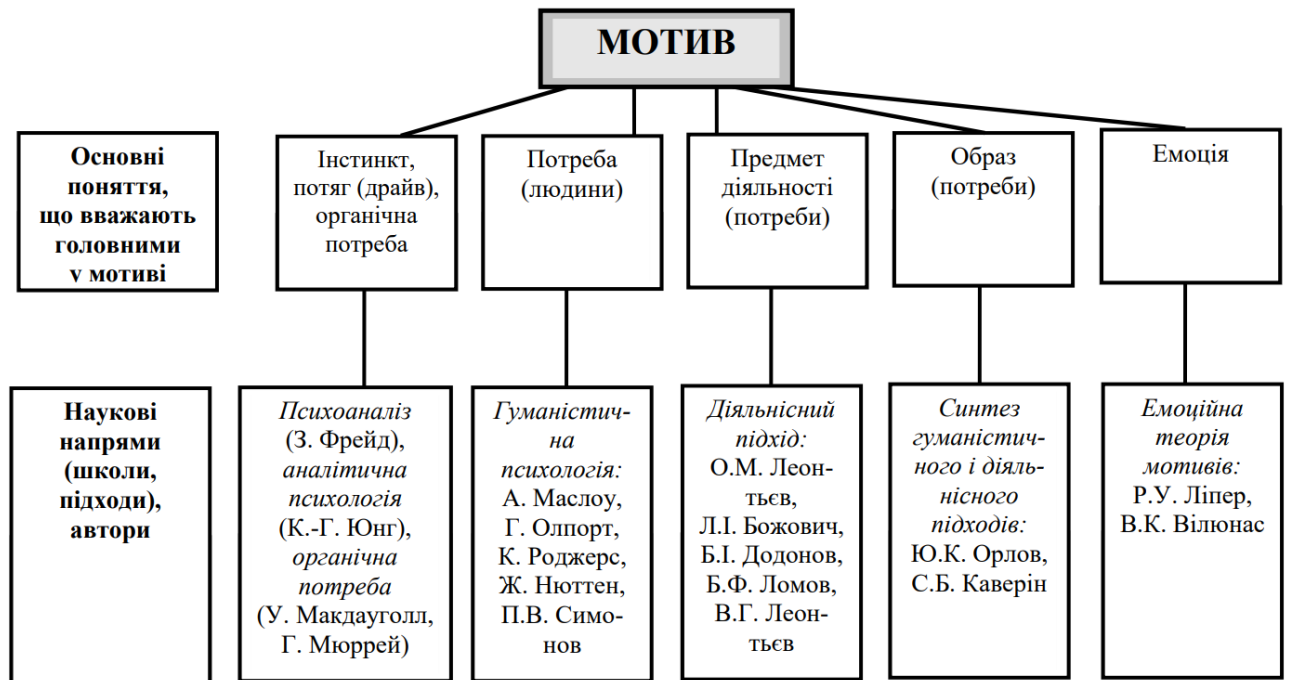 МОТИВ
Основні
поняття,
що вважають
головними
у мотиві
Інстинкт,
потяг (драйв),
органічна
потреба
Потреба
(людини)
Предмет
діяльності
(потреби)
Образ
(потреби)
Емоція
Наукові
напрями
(школи,
підходи),
автори
Психоаналіз
(З. Фрейд),
аналітична
психологія
(К.-Г. Юнг),
органічна
потреба
(У. Макдауголл,
Г. Мюррей)
Гуманістич-
на
психологія:
А. Маслоу,
Г. Олпорт,
К. Роджерс,
Ж. Нюттен,
П.В. Симо-
нов
Діяльнісний
підхід:
О.М. Леон-
тьєв,
Л.І. Божович,
Б.І. Додонов,
Б.Ф. Ломов,
В.Г. Леон-
тьєв
Синтез
гуманістич-
ного і діяль-
нісного
підходів:
Ю.К. Орлов,
С.Б. Каверін
Емоційна
теорія
мотивів:
Р.У. Ліпер,
В.К. Вілюнас